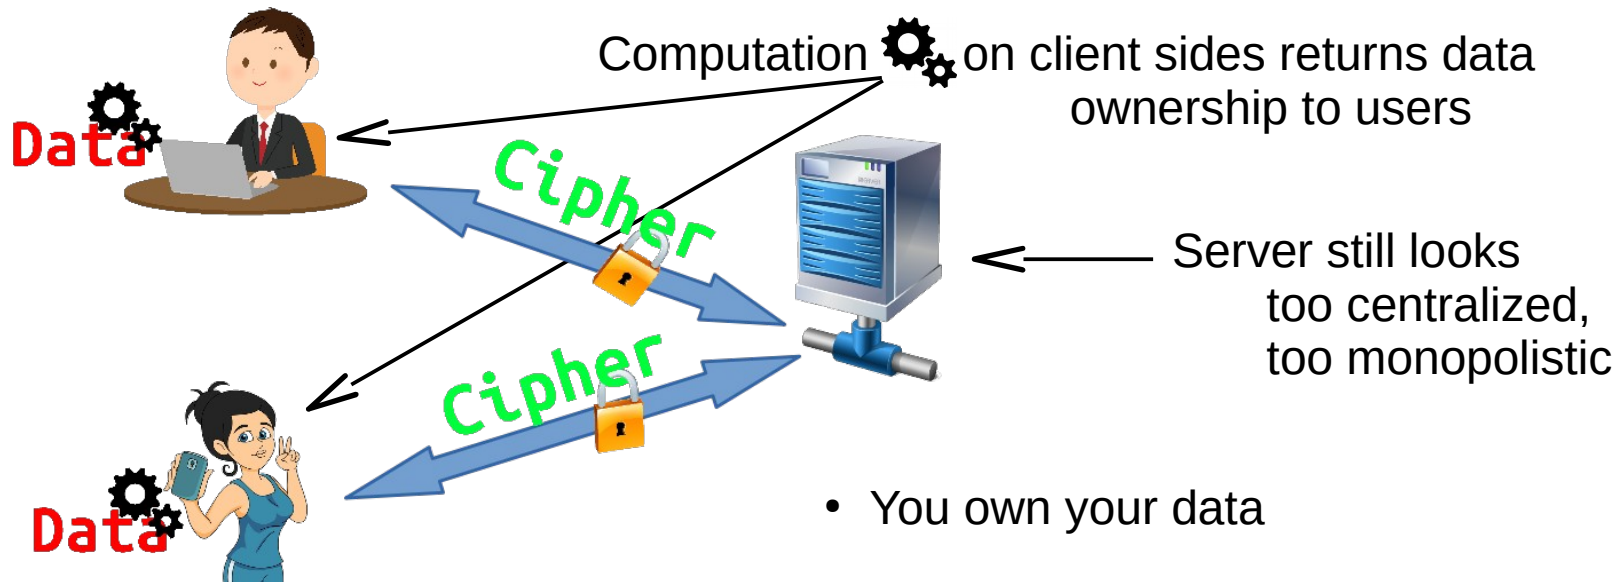 Computation on client sides returns data
ownership to users
Data
Cipher
Server still looks
too centralized,
too monopolistic
Cipher
Data
• You own your data